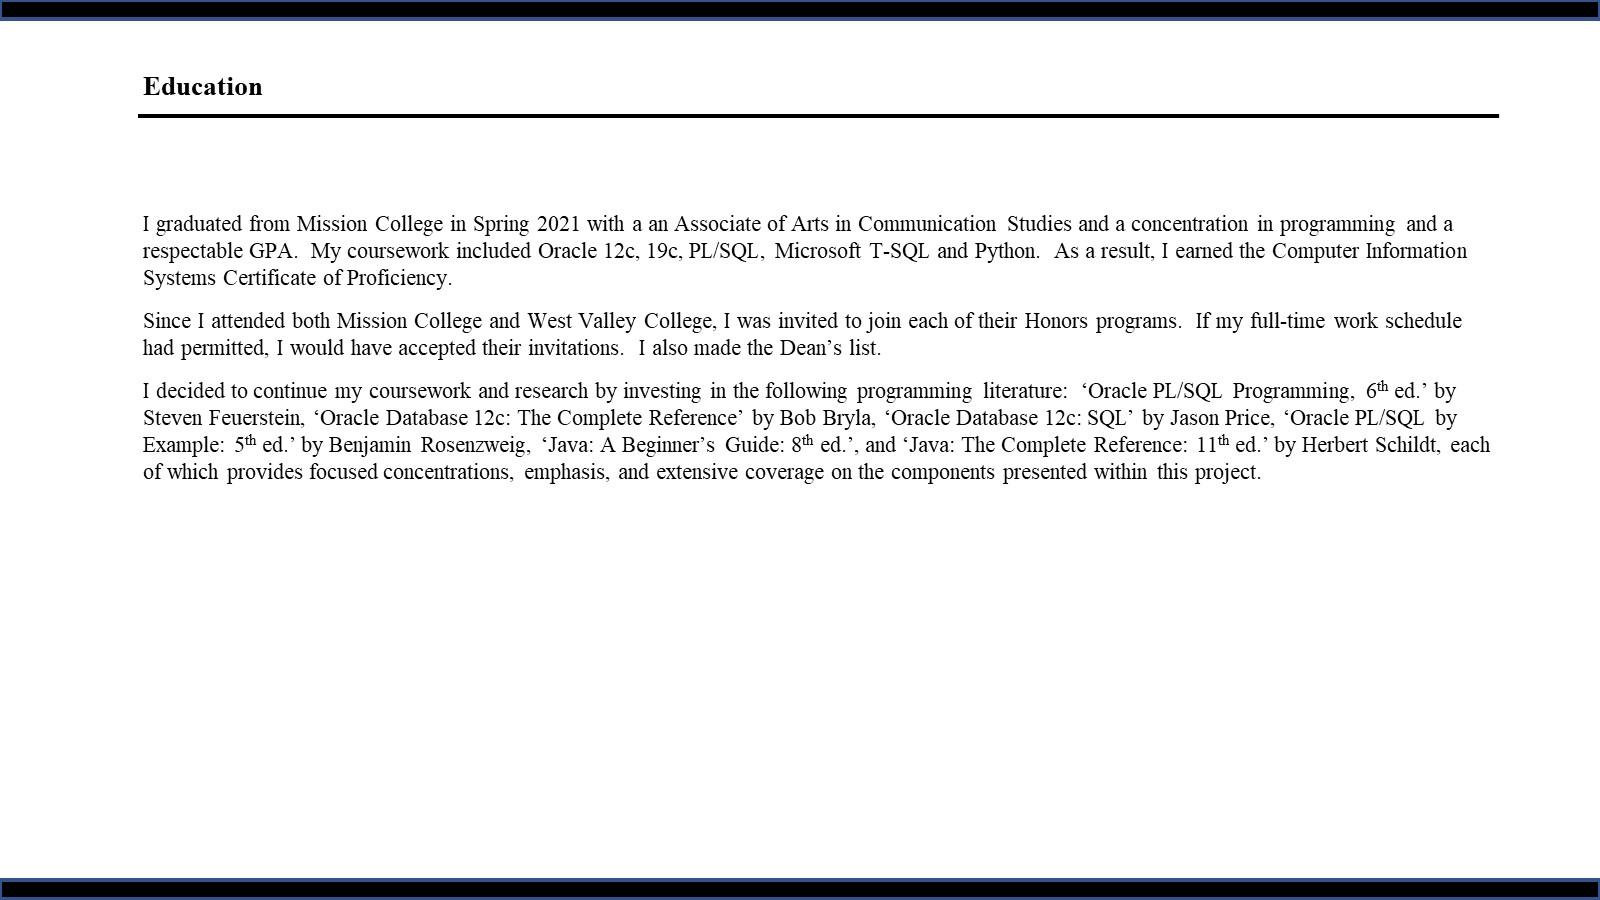 Education
I graduated from Mission College in Spring 2021 with a an Associate of Arts in Communication Studies and a concentration in programming and a
respectable GPA. My coursework included Oracle 12c, 19c, PL/SQL, Microsoft T-SQL and Python. As a result, I earned the Computer Information
Systems Certificate of Proficiency.
Since I attended both Mission College and West Valley College, I was invited to join each of their Honors programs. If my full-time work schedule
had permitted, I would have accepted their invitations. I also made the Dean’s list.
I decided to continue my coursework and research by investing in the following programming literature: ‘Oracle PL/SQL Programming, 6th ed.’ by
Steven Feuerstein, ‘Oracle Database 12c: The Complete Reference’ by Bob Bryla, ‘Oracle Database 12c: SQL’ by Jason Price, ‘Oracle PL/SQL by
Example: 5th ed.’ by Benjamin Rosenzweig, ‘Java: A Beginner’s Guide: 8th ed.’, and ‘Java: The Complete Reference: 11th ed.’ by Herbert Schildt, each
of which provides focused concentrations, emphasis, and extensive coverage on the components presented within this project.